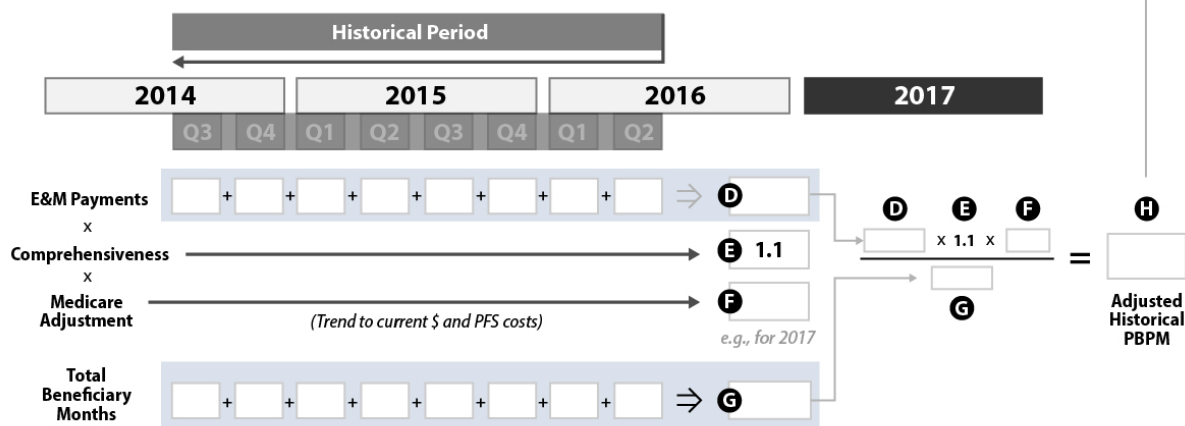 Historical Period
2014 2015 2016 2017
Q3 Q4 Q1 Q2 Q3 Q4 Q1 Q2
E&M Payments + + + + + + + ⇒ D
x
Comprehensiveness E 1.1
x
Medicare
Adjustment
(Trend to current $ and PFS costs)
F
e.g., for 2017
Total
Beneficiary
Months
+ + + + + + + ⇒ G
D E F
x 1.1 x
G
=
H
Adjusted
Historical
PBPM